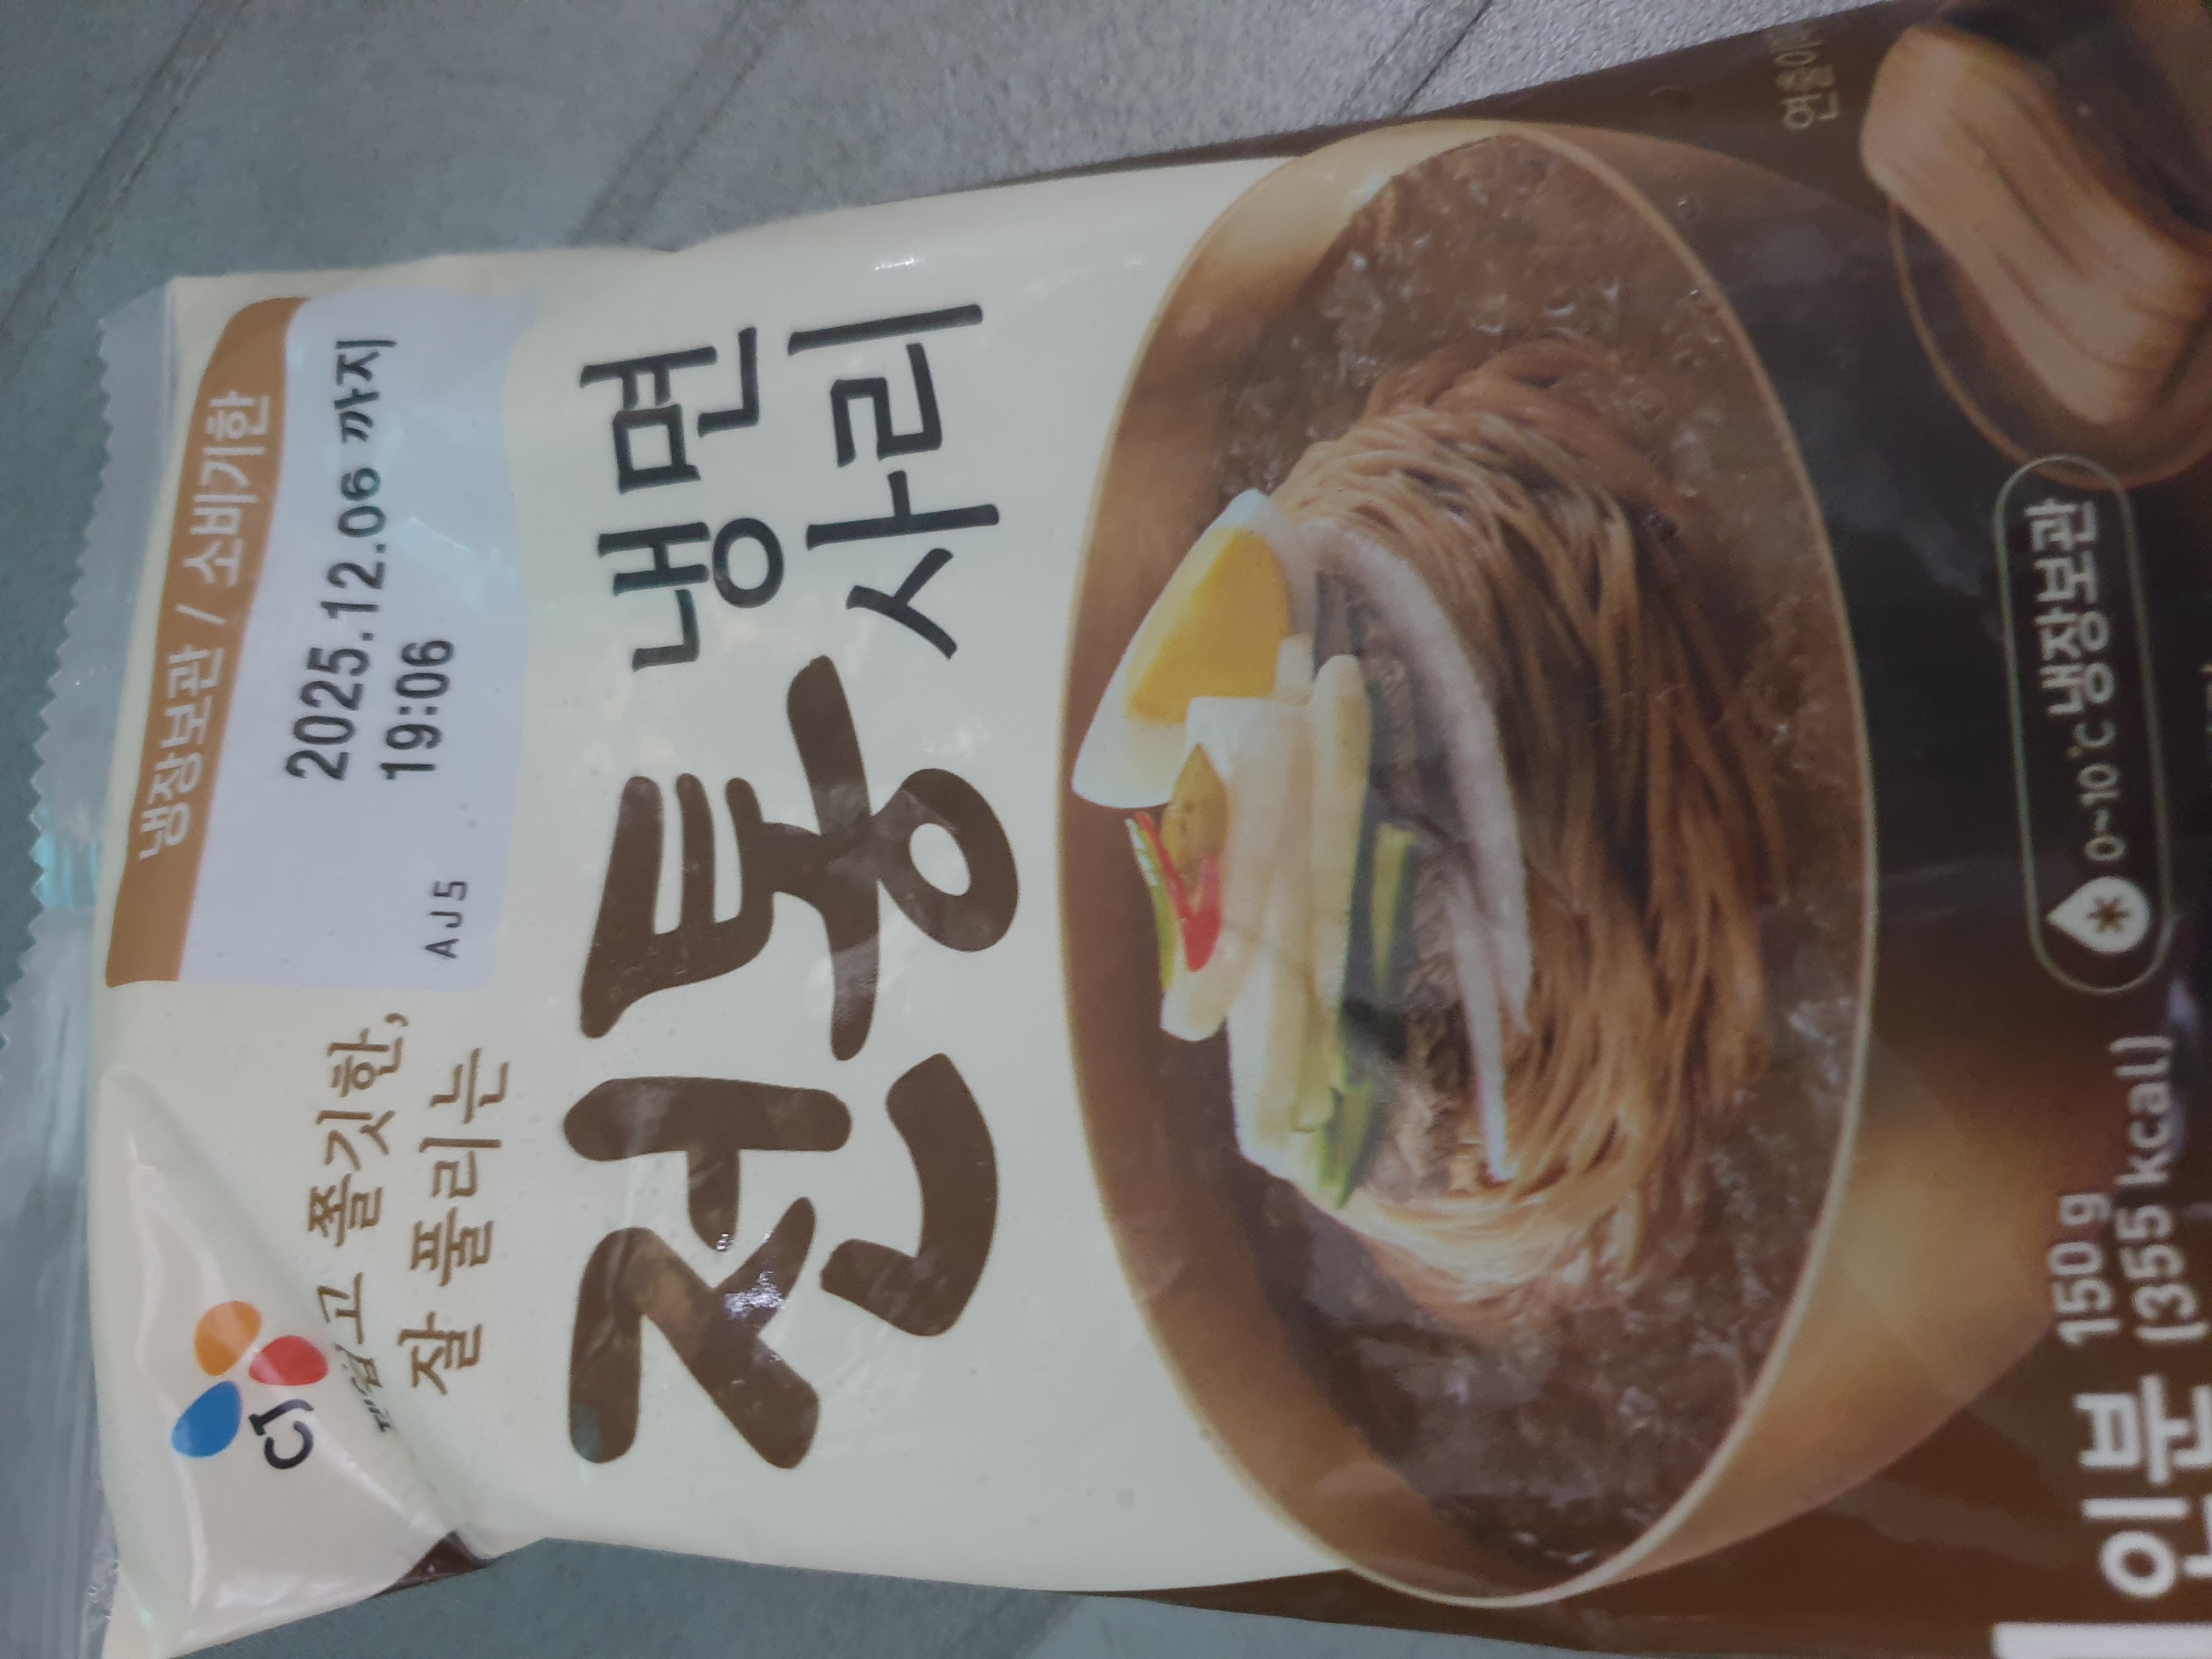 냉장보관 / 소비기한
2025.12.06 까지
19:06
AJ5
CJ
얇고 쫄깃한,
잘 풀리는
전통 냉면
사리
0~10℃ 냉장보관
인분 150 g
(355 kcal)